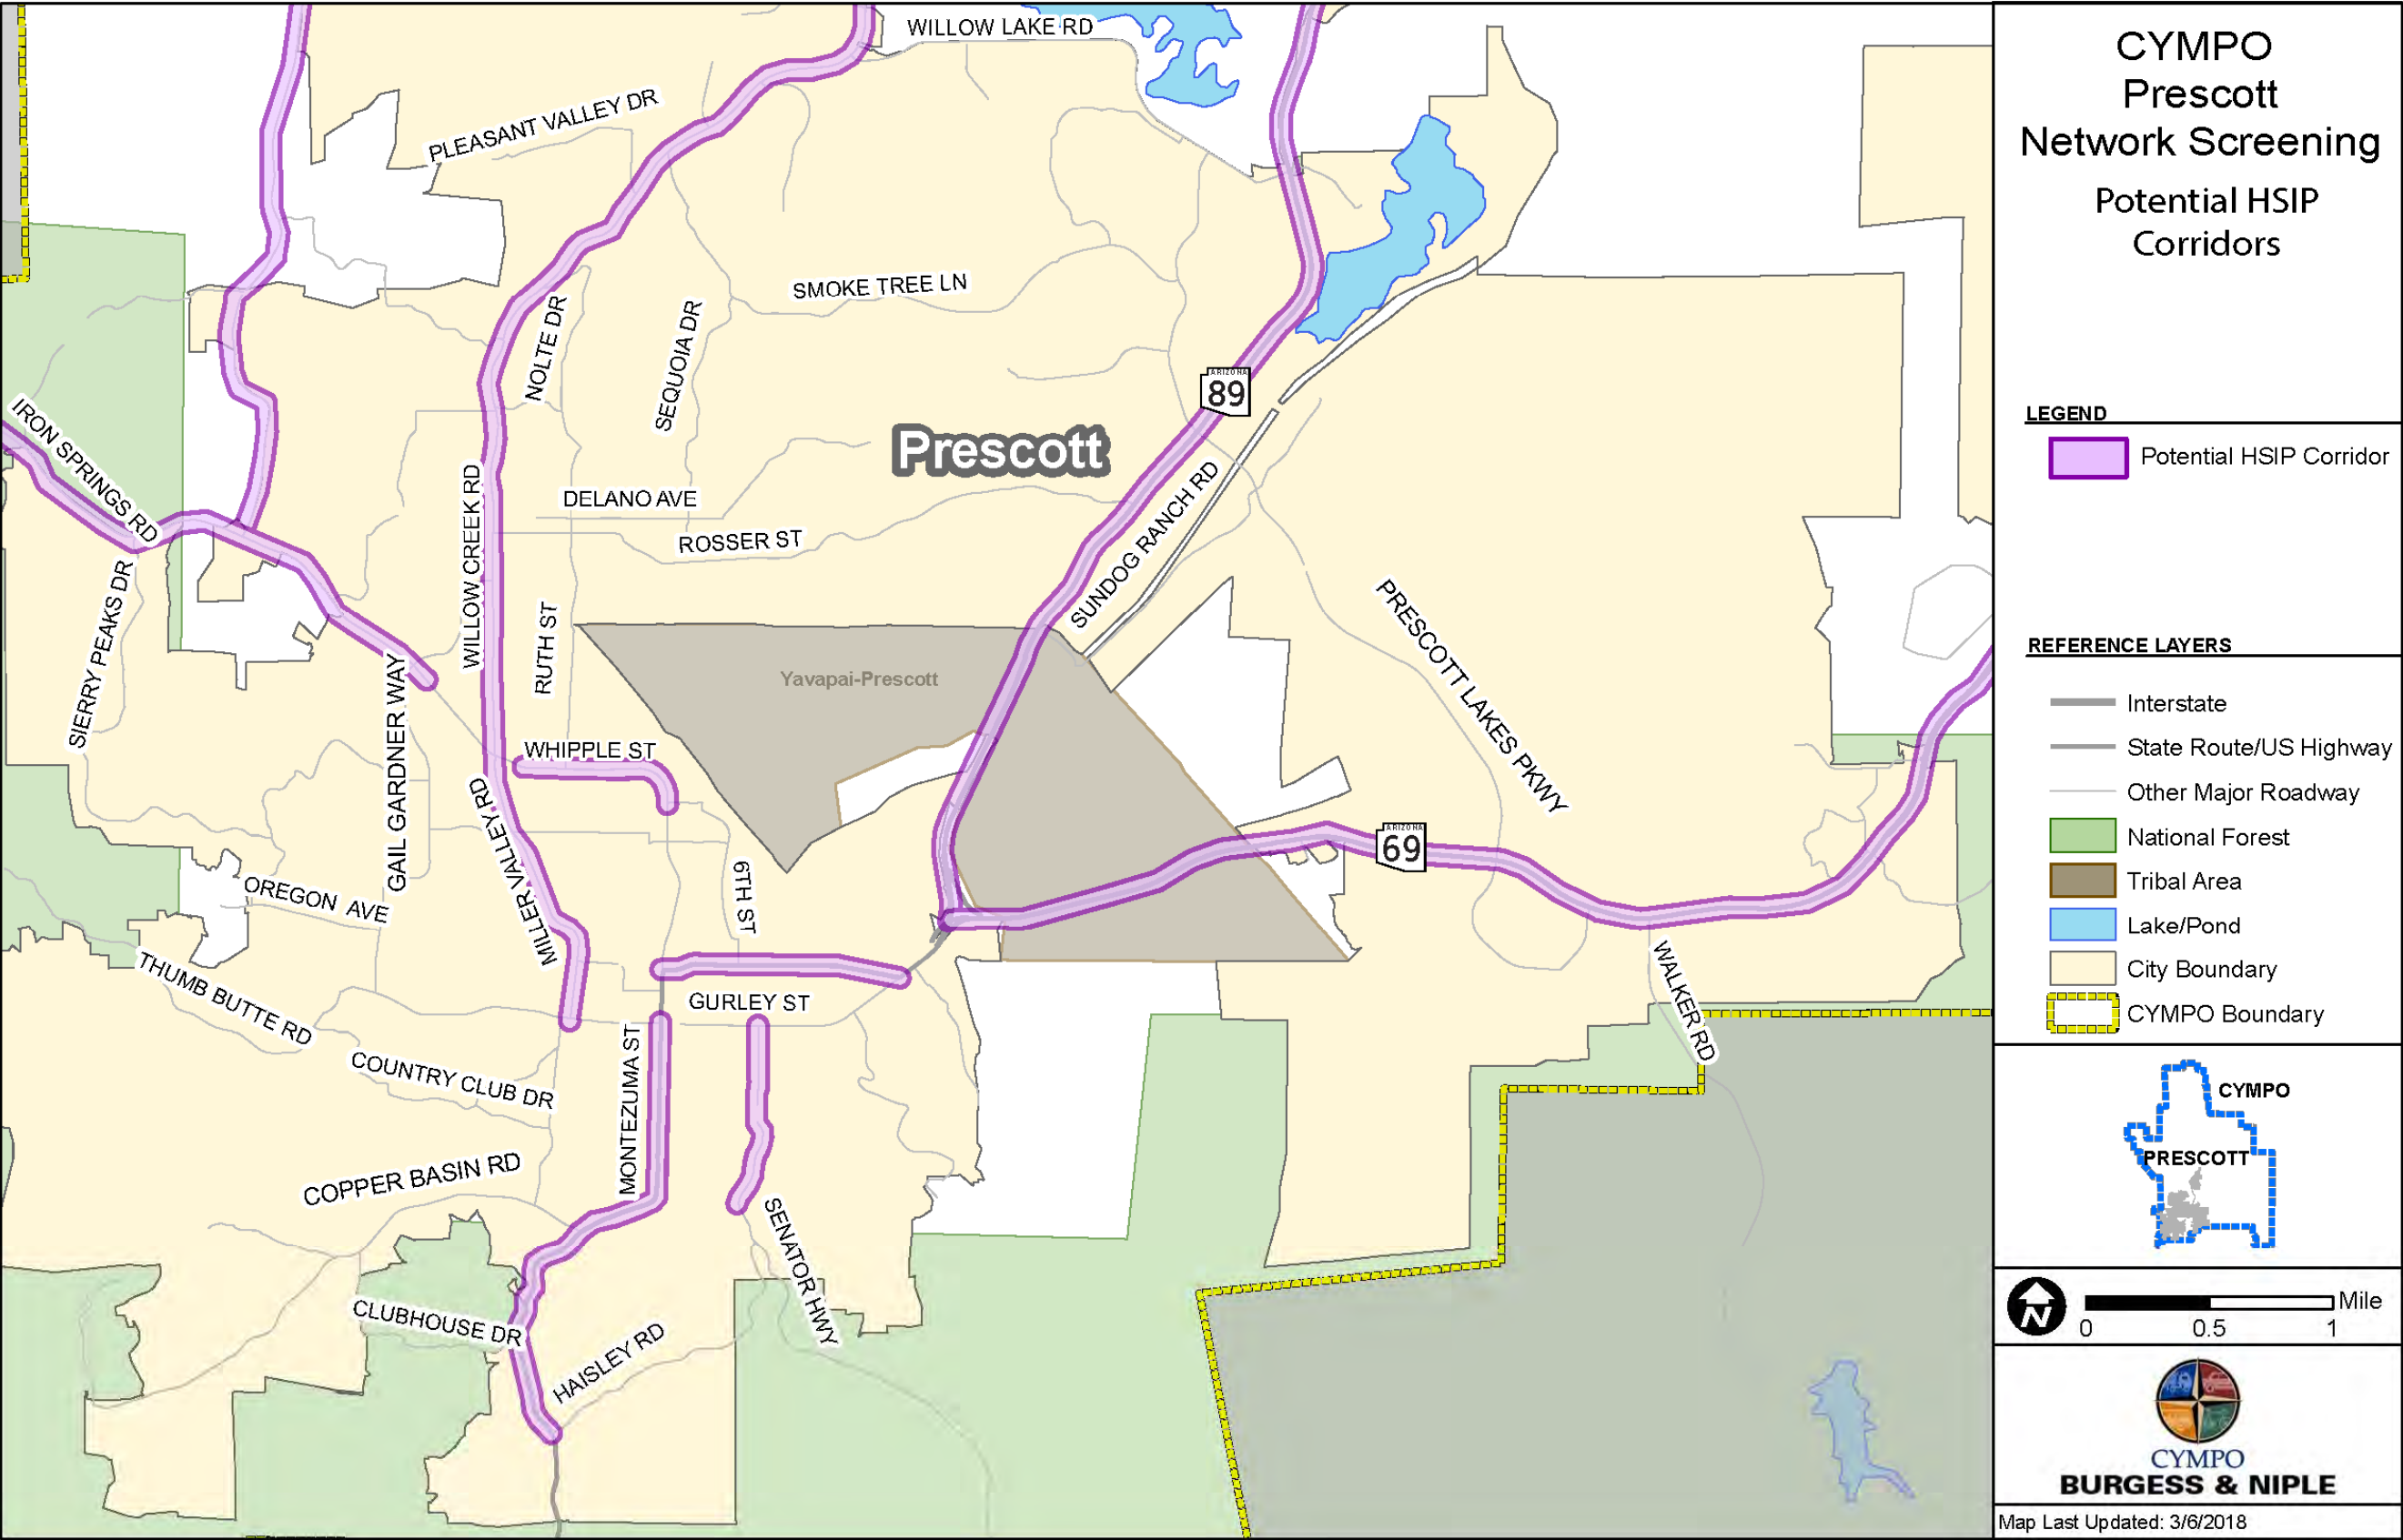 WILLOW LAKE RD
PLEASANT VALLEY DR
SMOKE TREE LN
NOLTE DR
SEQUOIA DR
ARIZONA
89
IRON SPRINGS RD
Prescott
WILLOW CREEK RD
DELANO AVE
ROSSER ST
SUNDOG RANCH RD
SIERRY PEAKS DR
RUTH ST
PRESCOTT LAKES PKWY
Yavapai-Prescott
GAIL GARDNER WAY
WHIPPLE ST
MILLER VALLEY RD
ARIZONA
69
6TH ST
OREGON AVE
THUMB BUTTE RD
GURLEY ST
WALKER RD
MONTEZUMA ST
COUNTRY CLUB DR
COPPER BASIN RD
SENATOR HWY
CLUBHOUSE DR
HAISLEY RD
CYMPO
Prescott
Network Screening
Potential HSIP
Corridors
LEGEND
Potential HSIP Corridor
REFERENCE LAYERS
Interstate
State Route/US Highway
Other Major Roadway
National Forest
Tribal Area
Lake/Pond
City Boundary
CYMPO Boundary
CYMPO
PRESCOTT
N
Mile
0 0.5 1
CYMPO
BURGESS & NIPLE
Map Last Updated: 3/6/2018